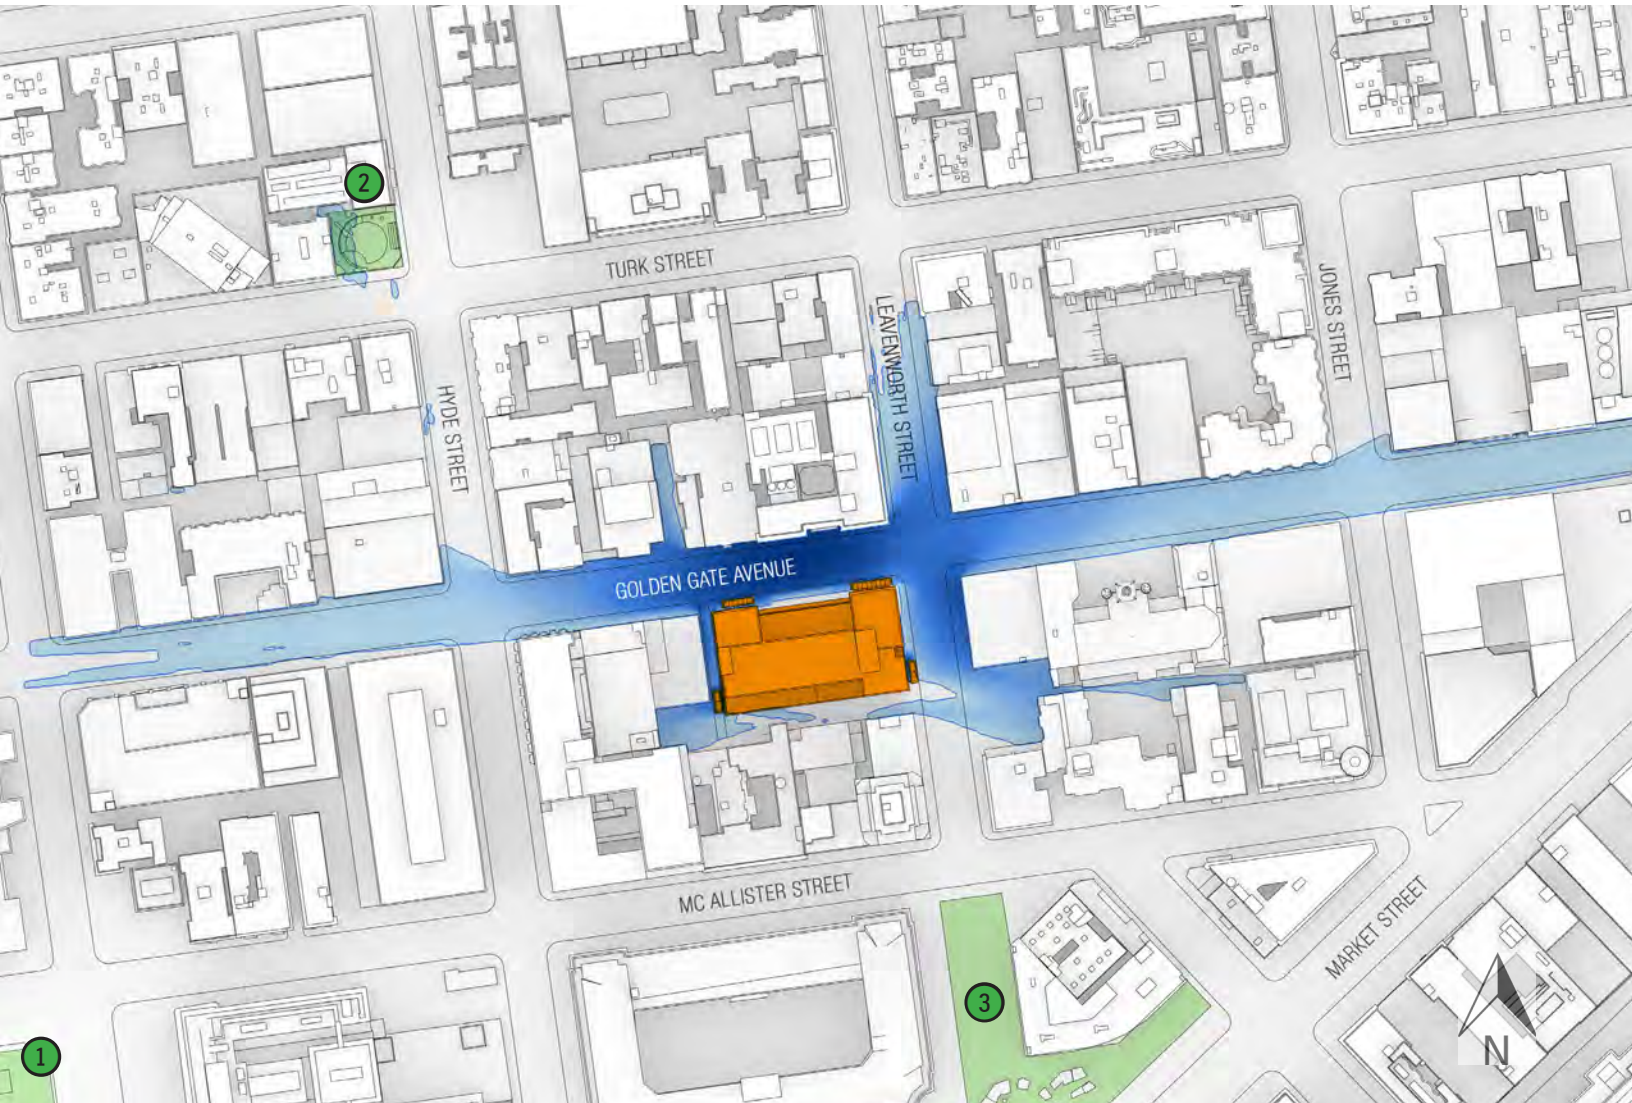 2
TURK STREET
JONES STREET
LEAVENWORTH STREET
HYDE STREET
GOLDEN GATE AVENUE
MC ALLISTER STREET
MARKET STREET
3
N
1